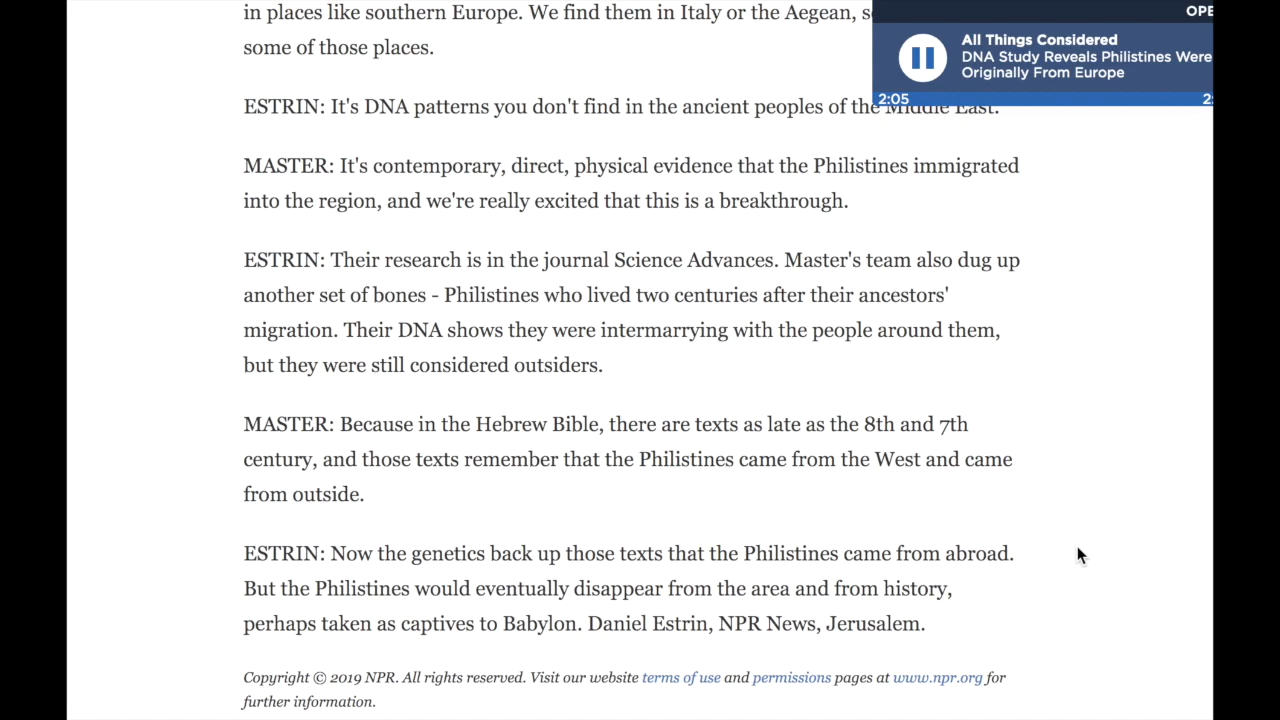 in places like southern Europe. We find them in Italy or the Aegean,
some of those places.
OPE
All Things Considered
DNA Study Reveals Philistines Were
Originally From Europe
2:05
2:
ESTRIN: It's DNA patterns you don't find in the ancient peoples of the Middle East.
MASTER: It's contemporary, direct, physical evidence that the Philistines immigrated
into the region, and we're really excited that this is a breakthrough.
ESTRIN: Their research is in the journal Science Advances. Master's team also dug up
another set of bones - Philistines who lived two centuries after their ancestors'
migration. Their DNA shows they were intermarrying with the people around them,
but they were still considered outsiders.
MASTER: Because in the Hebrew Bible, there are texts as late as the 8th and 7th
century, and those texts remember that the Philistines came from the West and came
from outside.
ESTRIN: Now the genetics back up those texts that the Philistines came from abroad.
But the Philistines would eventually disappear from the area and from history,
perhaps taken as captives to Babylon. Daniel Estrin, NPR News, Jerusalem.
Copyright © 2019 NPR. All rights reserved. Visit our website terms of use and permissions pages at www.npr.org for
further information.